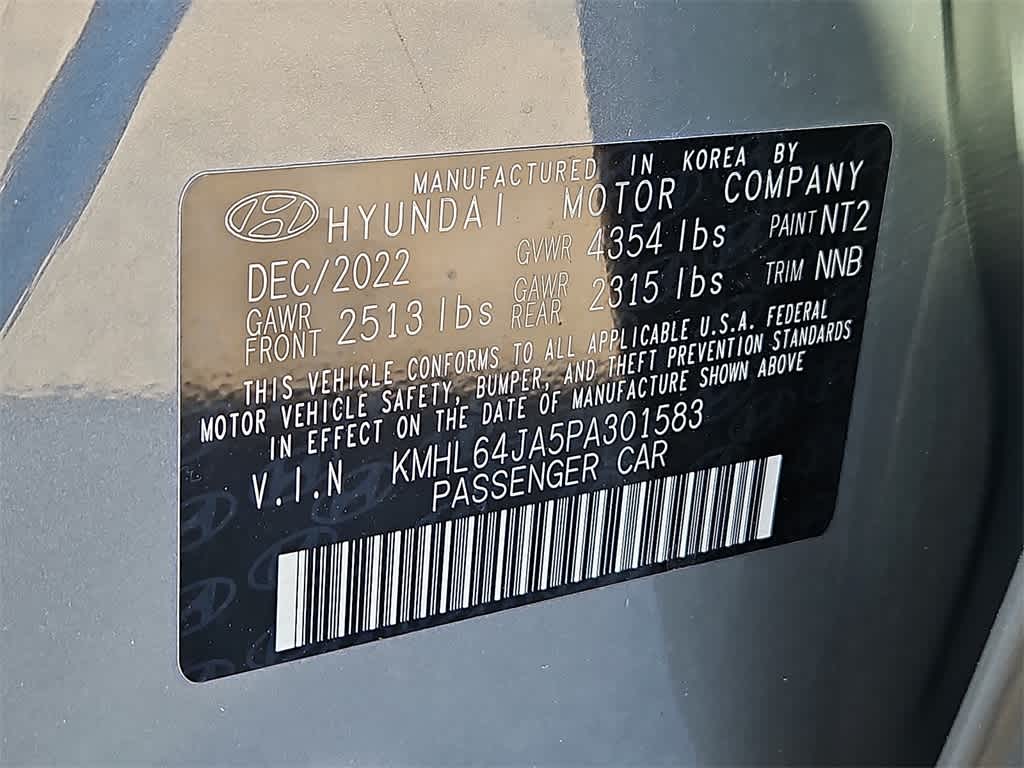 MANUFACTURED IN KOREA BY
HYUNDAI MOTOR COMPANY
DEC/2022 GVWR 4354 lbs PAINT NT2
GAWR FRONT 2513 lbs GAWR REAR 2315 lbs TRIM NNB
THIS VEHICLE CONFORMS TO ALL APPLICABLE U.S.A. FEDERAL
MOTOR VEHICLE SAFETY, BUMPER, AND THEFT PREVENTION STANDARDS
IN EFFECT ON THE DATE OF MANUFACTURE SHOWN ABOVE
V.I.N KMHL64JA5PA301583
PASSENGER CAR